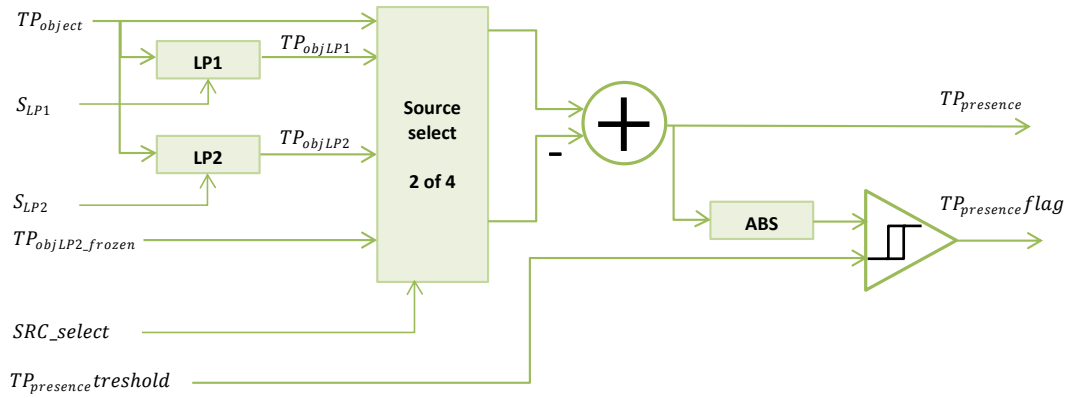 TP_object
TP_objLP1
LP1
S_LP1
Source
select
2 of 4
TP_presence
TP_objLP2
LP2
-
S_LP2
TP_presence flag
ABS
TP_objLP2_frozen
SRC_select
TP_presence treshold